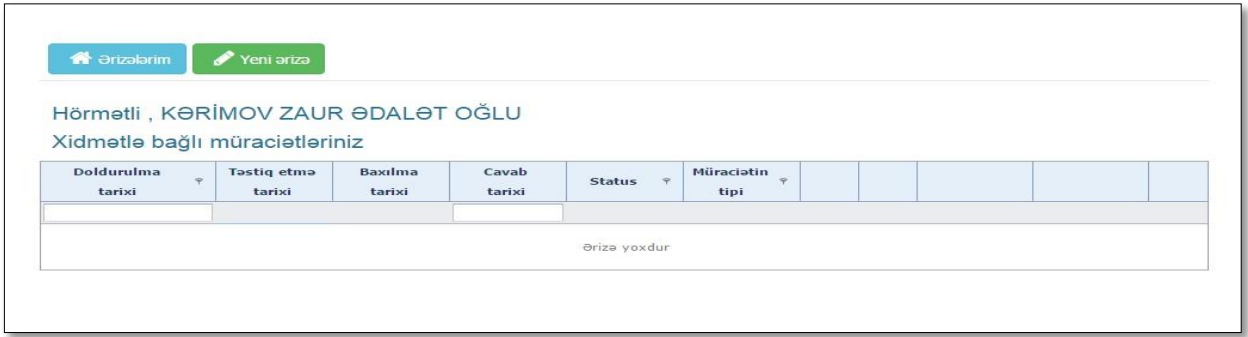 Ərizələrim Yeni ərizə
Hörmətli , KƏRİMOV ZAUR ƏDALƏT OĞLU
Xidmətlə bağlı müraciətləriniz
Doldurulma tarixi Təstiq etmə tarixi Baxılma tarixi Cavab tarixi Status Müraciətin tipi
Ərizə yoxdur